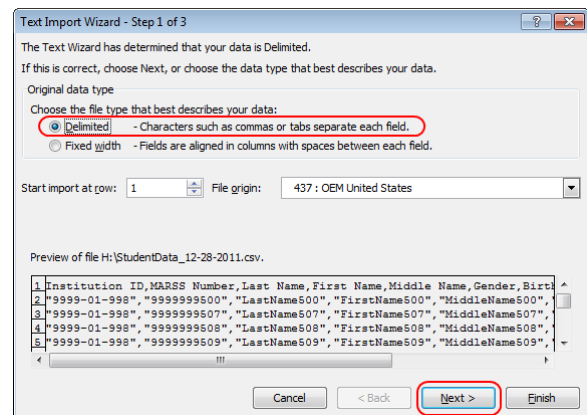 Text Import Wizard - Step 1 of 3
The Text Wizard has determined that your data is Delimited.
If this is correct, choose Next, or choose the data type that best describes your data.
Original data type
Choose the file type that best describes your data:
Delimited - Characters such as commas or tabs separate each field.
Fixed width - Fields are aligned in columns with spaces between each field.
Start import at row: 1 File origin: 437 : OEM United States
Preview of file H:\StudentData_12-28-2011.csv.
1 Institution ID,MARSS Number,Last Name,First Name,Middle Name,Gender,Birth
2 "9999-01-998","9999999500","LastName500","FirstName500","MiddleName500","
3 "9999-01-998","9999999507","LastName507","FirstName507","MiddleName507","
4 "9999-01-998","9999999508","LastName508","FirstName508","MiddleName508","
5 "9999-01-998","9999999509","LastName509","FirstName509","MiddleName509","
Cancel < Back Next > Finish